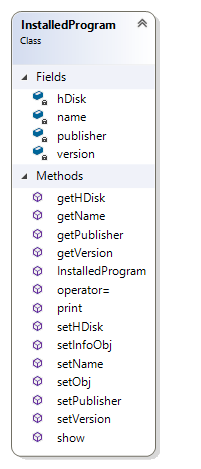 InstalledProgram
Class
Fields
hDisk
name
publisher
version
Methods
getHDisk
getName
getPublisher
getVersion
InstalledProgram
operator=
print
setHDisk
setInfoObj
setName
setObj
setPublisher
setVersion
show